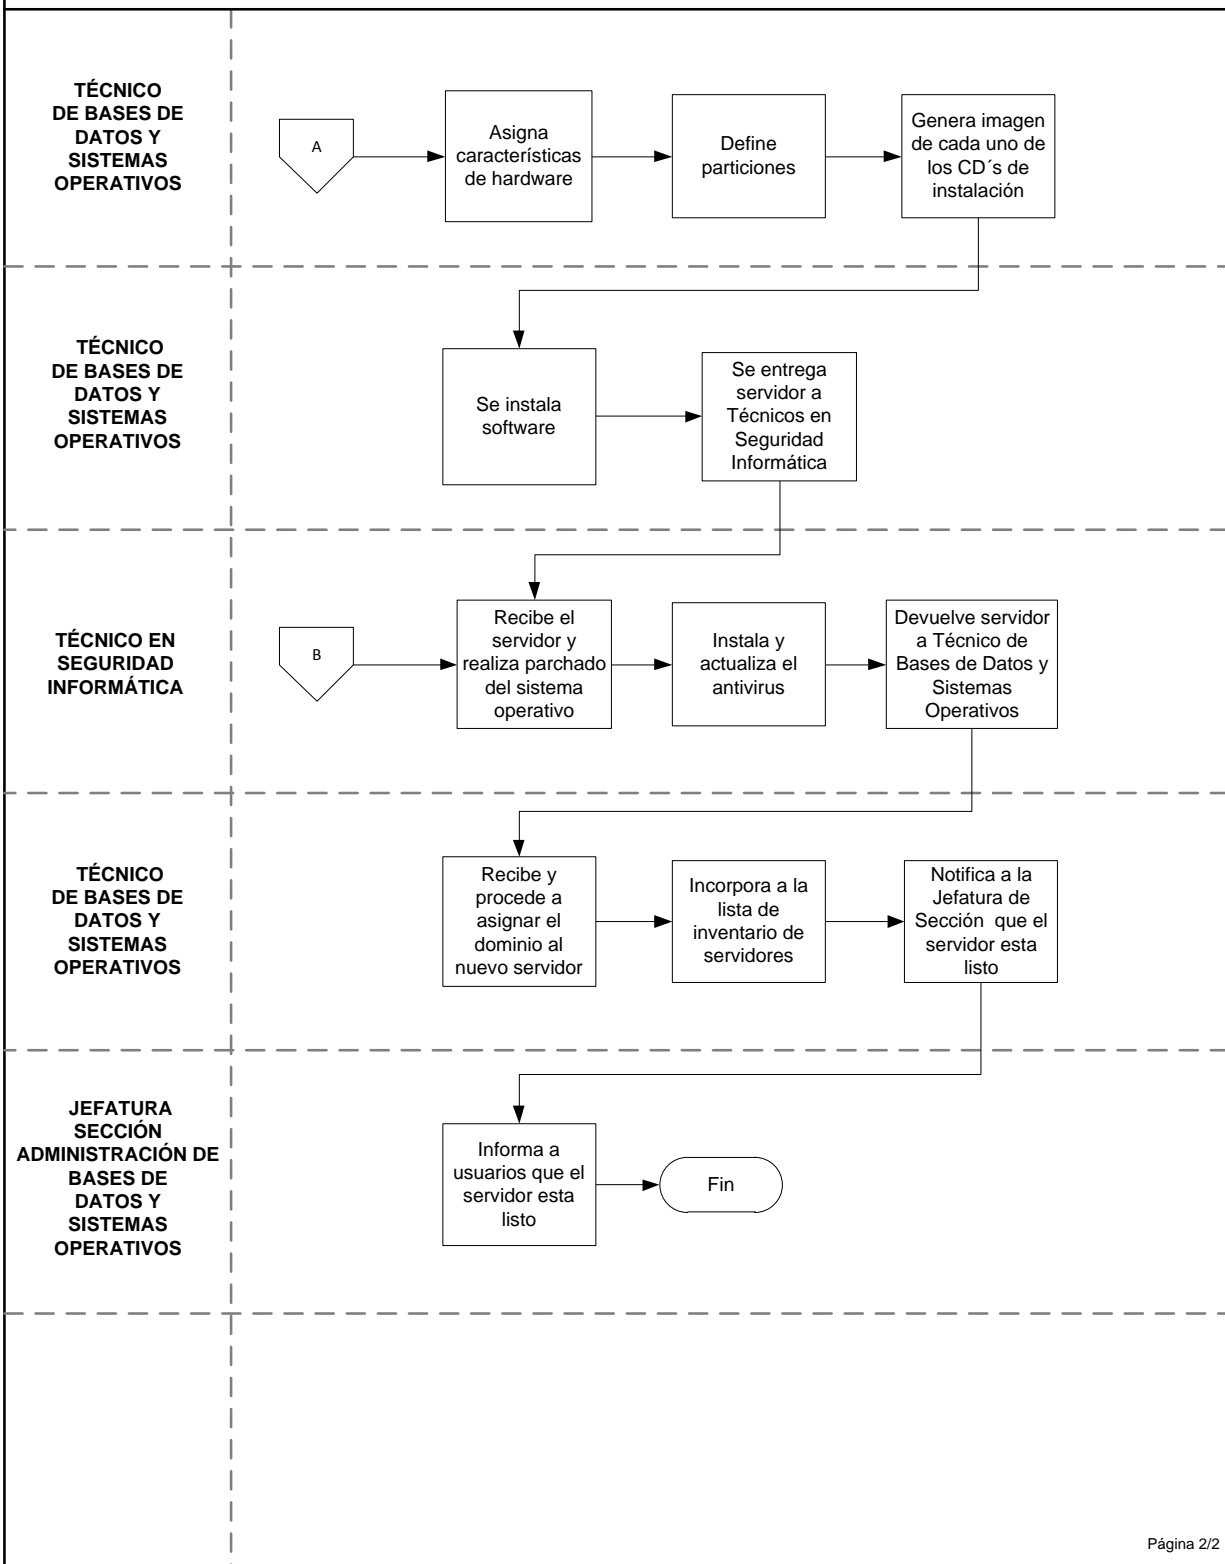 TÉCNICO
DE BASES DE
DATOS Y
SISTEMAS
OPERATIVOS
A
Asigna
características
de hardware
Define
particiones
Genera imagen
de cada uno de
los CD´s de
instalación
TÉCNICO
DE BASES DE
DATOS Y
SISTEMAS
OPERATIVOS
Se instala
software
Se entrega
servidor a
Técnicos en
Seguridad
Informática
TÉCNICO EN
SEGURIDAD
INFORMÁTICA
B
Recibe el
servidor y
realiza parchado
del sistema
operativo
Instala y
actualiza el
antivirus
Devuelve servidor
a Técnico de
Bases de Datos y
Sistemas
Operativos
TÉCNICO
DE BASES DE
DATOS Y
SISTEMAS
OPERATIVOS
Recibe y
procede a
asignar el
dominio al
nuevo servidor
Incorpora a la
lista de
inventario de
servidores
Notifica a la
Jefatura de
Sección que el
servidor esta
listo
JEFATURA
SECCIÓN
ADMINISTRACIÓN DE
BASES DE
DATOS Y
SISTEMAS
OPERATIVOS
Informa a
usuarios que el
servidor esta
listo
Fin
Página 2/2